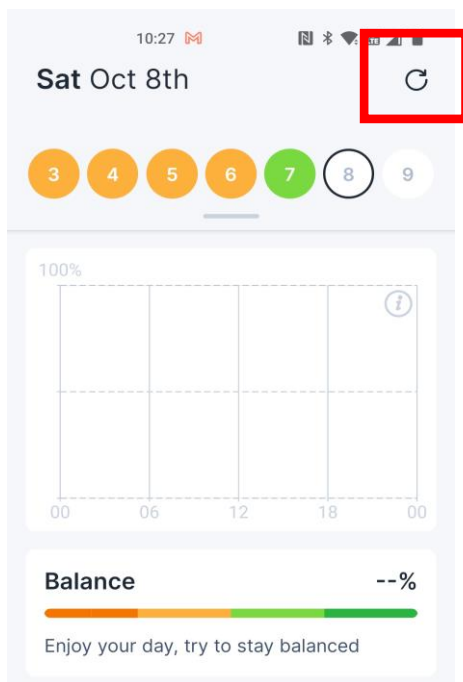 10:27
Sat Oct 8th
3 4 5 6 7 8 9
100%
00 06 12 18 00
Balance --%
Enjoy your day, try to stay balanced